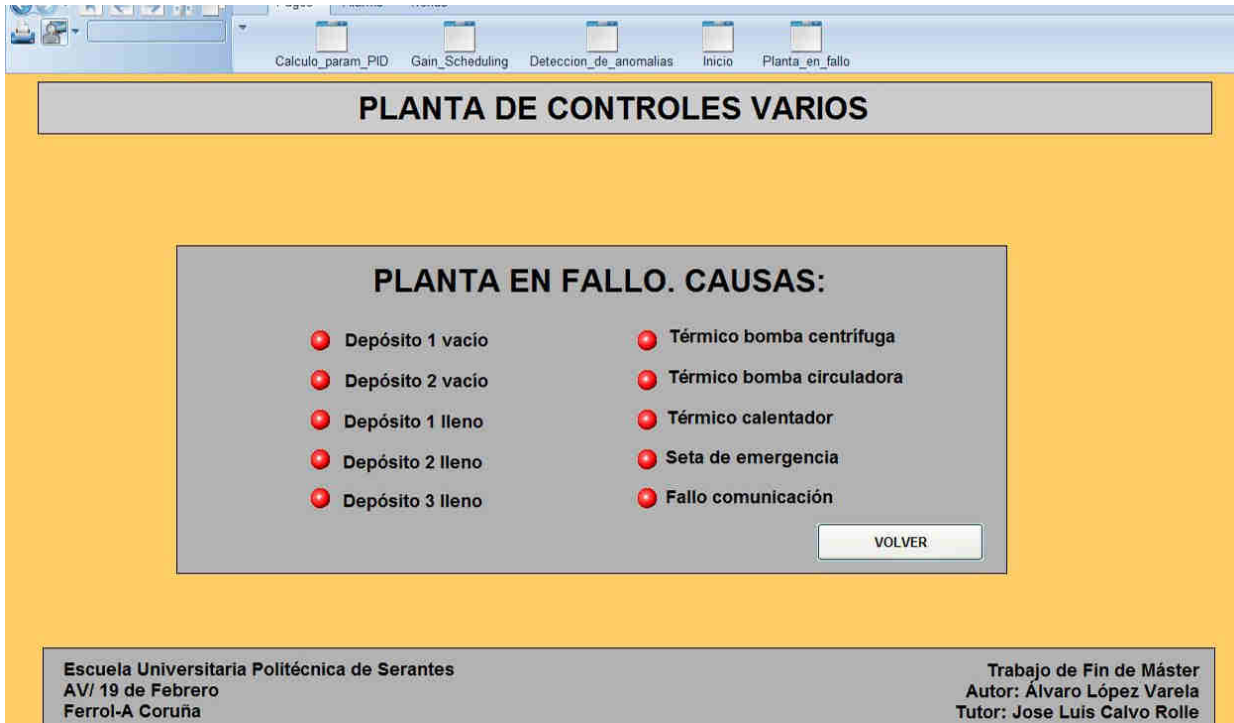 Calculo_param_PID Gain_Scheduling Deteccion_de_anomalias Inicio Planta_en_fallo
PLANTA DE CONTROLES VARIOS
PLANTA EN FALLO. CAUSAS:
Depósito 1 vacío
Depósito 2 vacío
Depósito 1 lleno
Depósito 2 lleno
Depósito 3 lleno
Térmico bomba centrífuga
Térmico bomba circuladora
Térmico calentador
Seta de emergencia
Fallo comunicación
VOLVER
Escuela Universitaria Politécnica de Serantes
AV/ 19 de Febrero
Ferrol-A Coruña
Trabajo de Fin de Máster
Autor: Álvaro López Varela
Tutor: Jose Luis Calvo Rolle